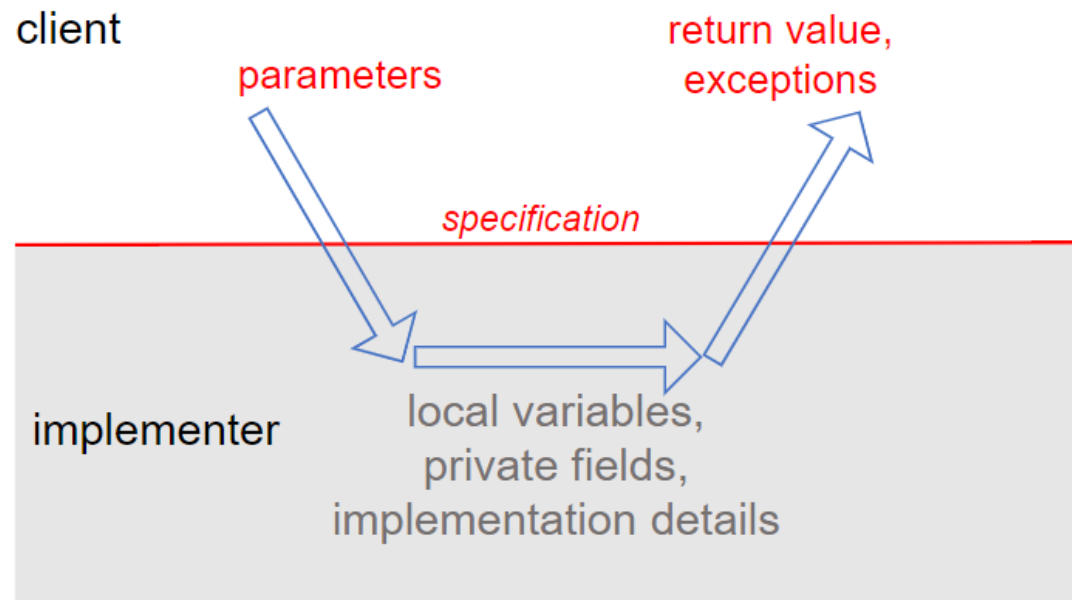 client
parameters
return value,
exceptions
specification
implementer
local variables,
private fields,
implementation details